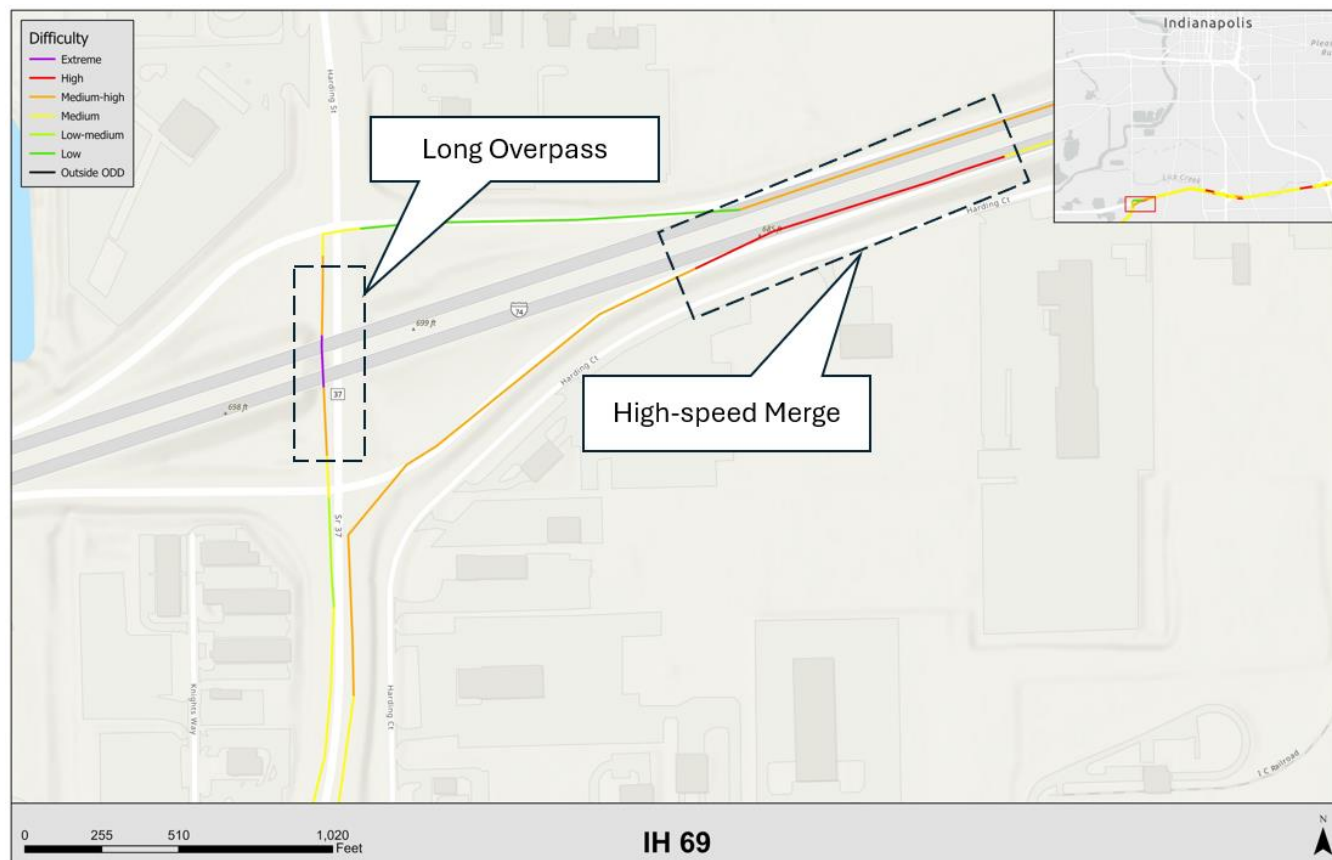 Difficulty
Extreme
High
Medium-high
Medium
Low-medium
Low
Outside ODD
Harding St
Long Overpass
Indianapolis
Lick Creek
Harding Ct
685 ft
74
699 ft
Harding Ct
High-speed Merge
37
698 ft
Sr 37
Knights Way
Harding Ct
I C Railroad
0 255 510 1,020
Feet
IH 69
N